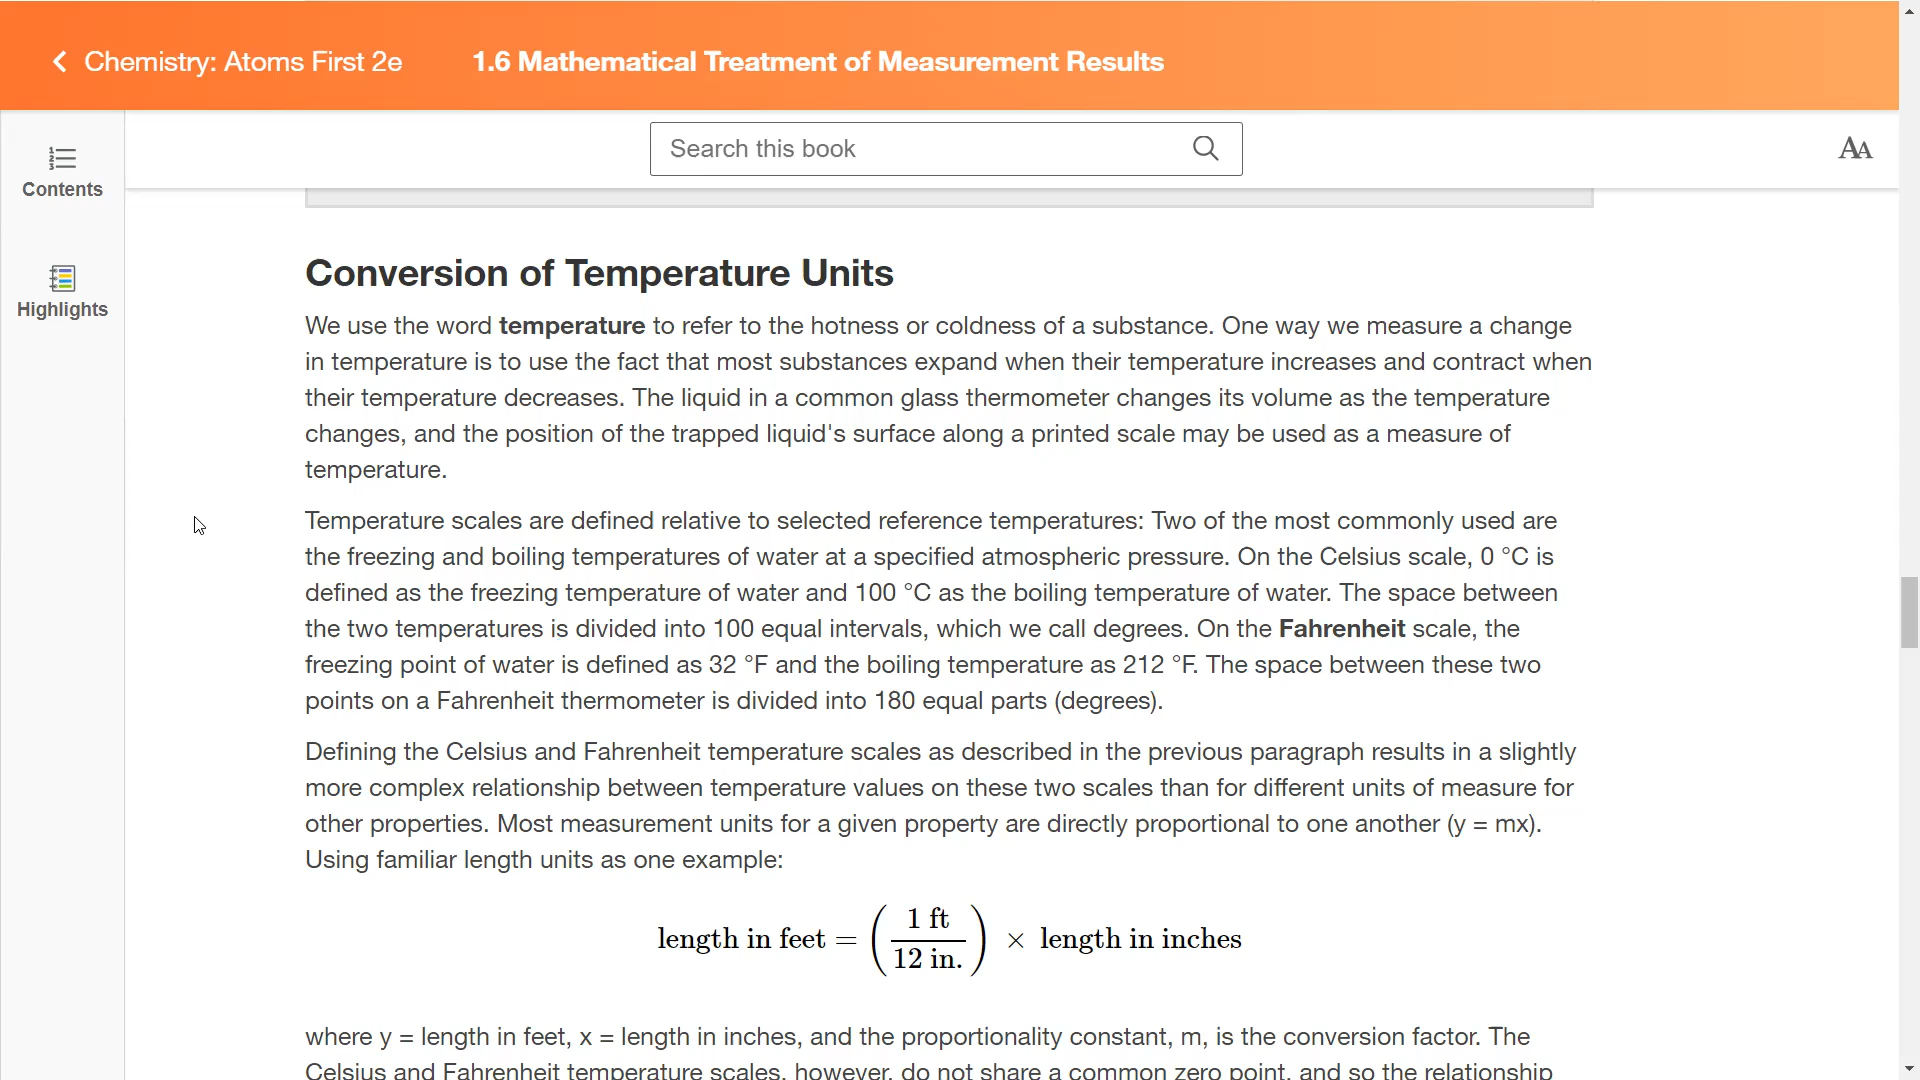 Chemistry: Atoms First 2e
1.6 Mathematical Treatment of Measurement Results
Search this book
AA
Contents
Highlights
Conversion of Temperature Units
We use the word temperature to refer to the hotness or coldness of a substance. One way we measure a change
in temperature is to use the fact that most substances expand when their temperature increases and contract when
their temperature decreases. The liquid in a common glass thermometer changes its volume as the temperature
changes, and the position of the trapped liquid's surface along a printed scale may be used as a measure of
temperature.
Temperature scales are defined relative to selected reference temperatures: Two of the most commonly used are
the freezing and boiling temperatures of water at a specified atmospheric pressure. On the Celsius scale, 0 °C is
defined as the freezing temperature of water and 100 °C as the boiling temperature of water. The space between
the two temperatures is divided into 100 equal intervals, which we call degrees. On the Fahrenheit scale, the
freezing point of water is defined as 32 °F and the boiling temperature as 212 °F. The space between these two
points on a Fahrenheit thermometer is divided into 180 equal parts (degrees).
Defining the Celsius and Fahrenheit temperature scales as described in the previous paragraph results in a slightly
more complex relationship between temperature values on these two scales than for different units of measure for
other properties. Most measurement units for a given property are directly proportional to one another (y = mx).
Using familiar length units as one example:
length in feet = (1 ft / 12 in.) × length in inches
where y = length in feet, x = length in inches, and the proportionality constant, m, is the conversion factor. The
Celsius and Fahrenheit temperature scales, however, do not share a common zero point, and so the relationship